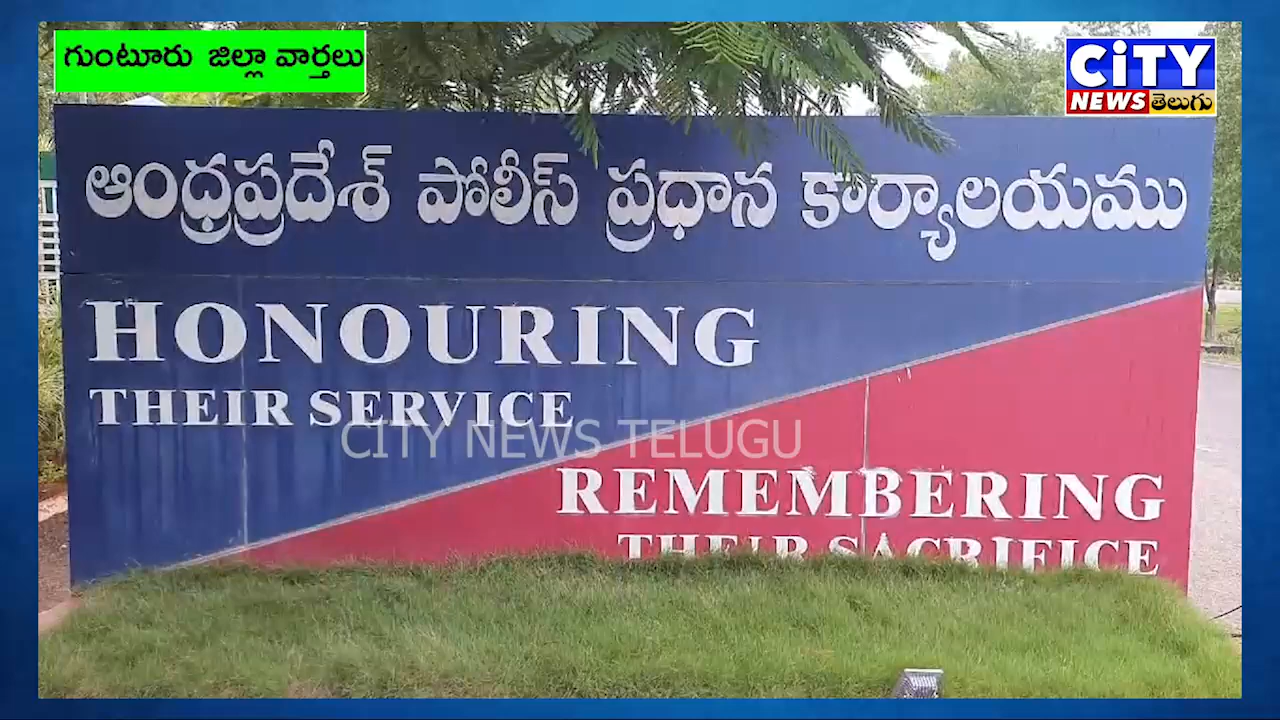 గుంటూరు జిల్లా వార్తలు
CiTY
NEWS తెలుగు
ఆంధ్రప్రదేశ్ పోలీస్ ప్రధాన కార్యాలయము
HONOURING
THEIR SERVICE
CITY NEWS TELUGU
REMEMBERING
THEIR SACRIFICE